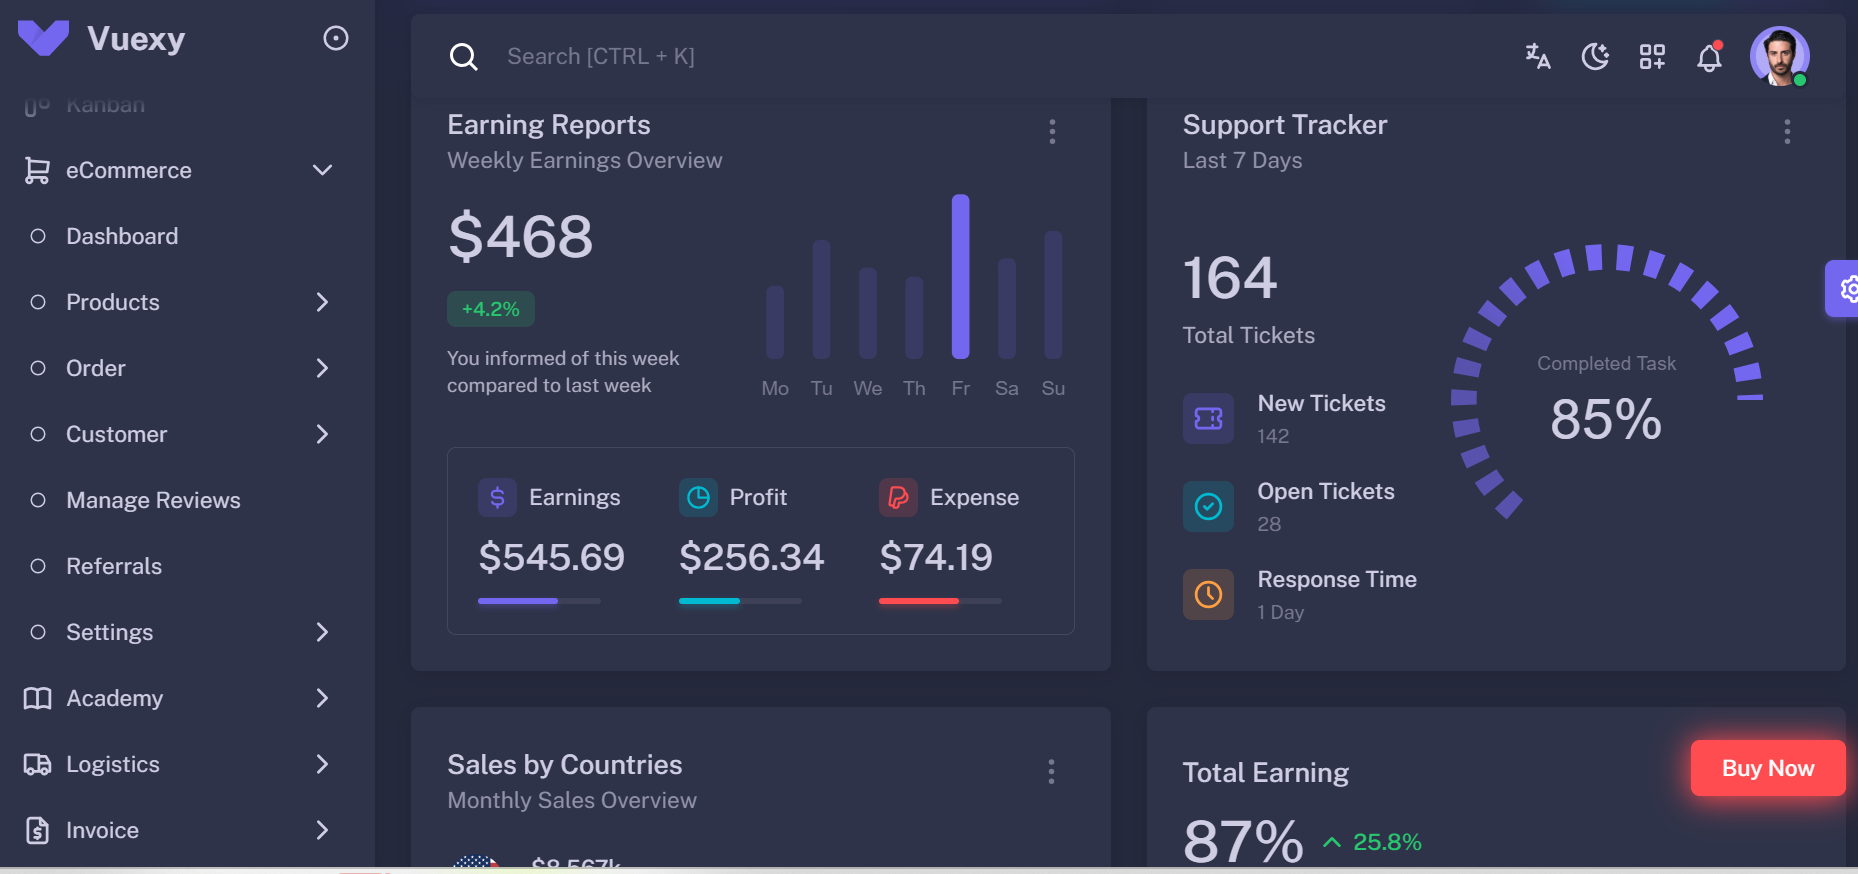 Vuexy
Kanban
eCommerce
Dashboard
Products
Order
Customer
Manage Reviews
Referrals
Settings
Academy
Logistics
Invoice
Search [CTRL + K]
Earning Reports
Weekly Earnings Overview
$468
+4.2%
You informed of this week
compared to last week
Mo Tu We Th Fr Sa Su
Earnings
$545.69
Profit
$256.34
Expense
$74.19
Support Tracker
Last 7 Days
164
Total Tickets
New Tickets
142
Open Tickets
28
Response Time
1 Day
Completed Task
85%
Sales by Countries
Monthly Sales Overview
$8,567k
Total Earning
87% 25.8%
Buy Now